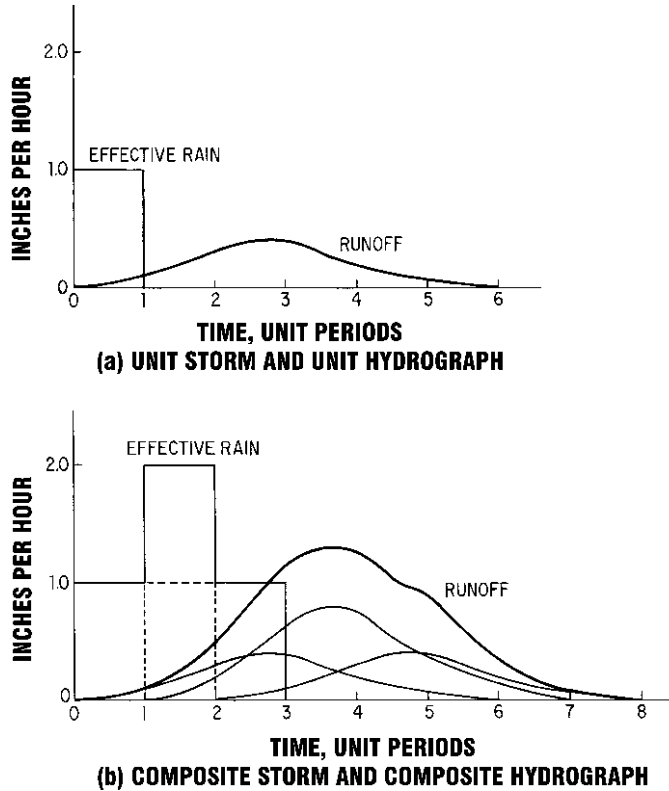 2.0
INCHES PER HOUR
EFFECTIVE RAIN
1.0
RUNOFF
0
0 1 2 3 4 5 6
TIME, UNIT PERIODS
(a) UNIT STORM AND UNIT HYDROGRAPH
EFFECTIVE RAIN
2.0
INCHES PER HOUR
1.0
RUNOFF
0
0 1 2 3 4 5 6 7 8
TIME, UNIT PERIODS
(b) COMPOSITE STORM AND COMPOSITE HYDROGRAPH